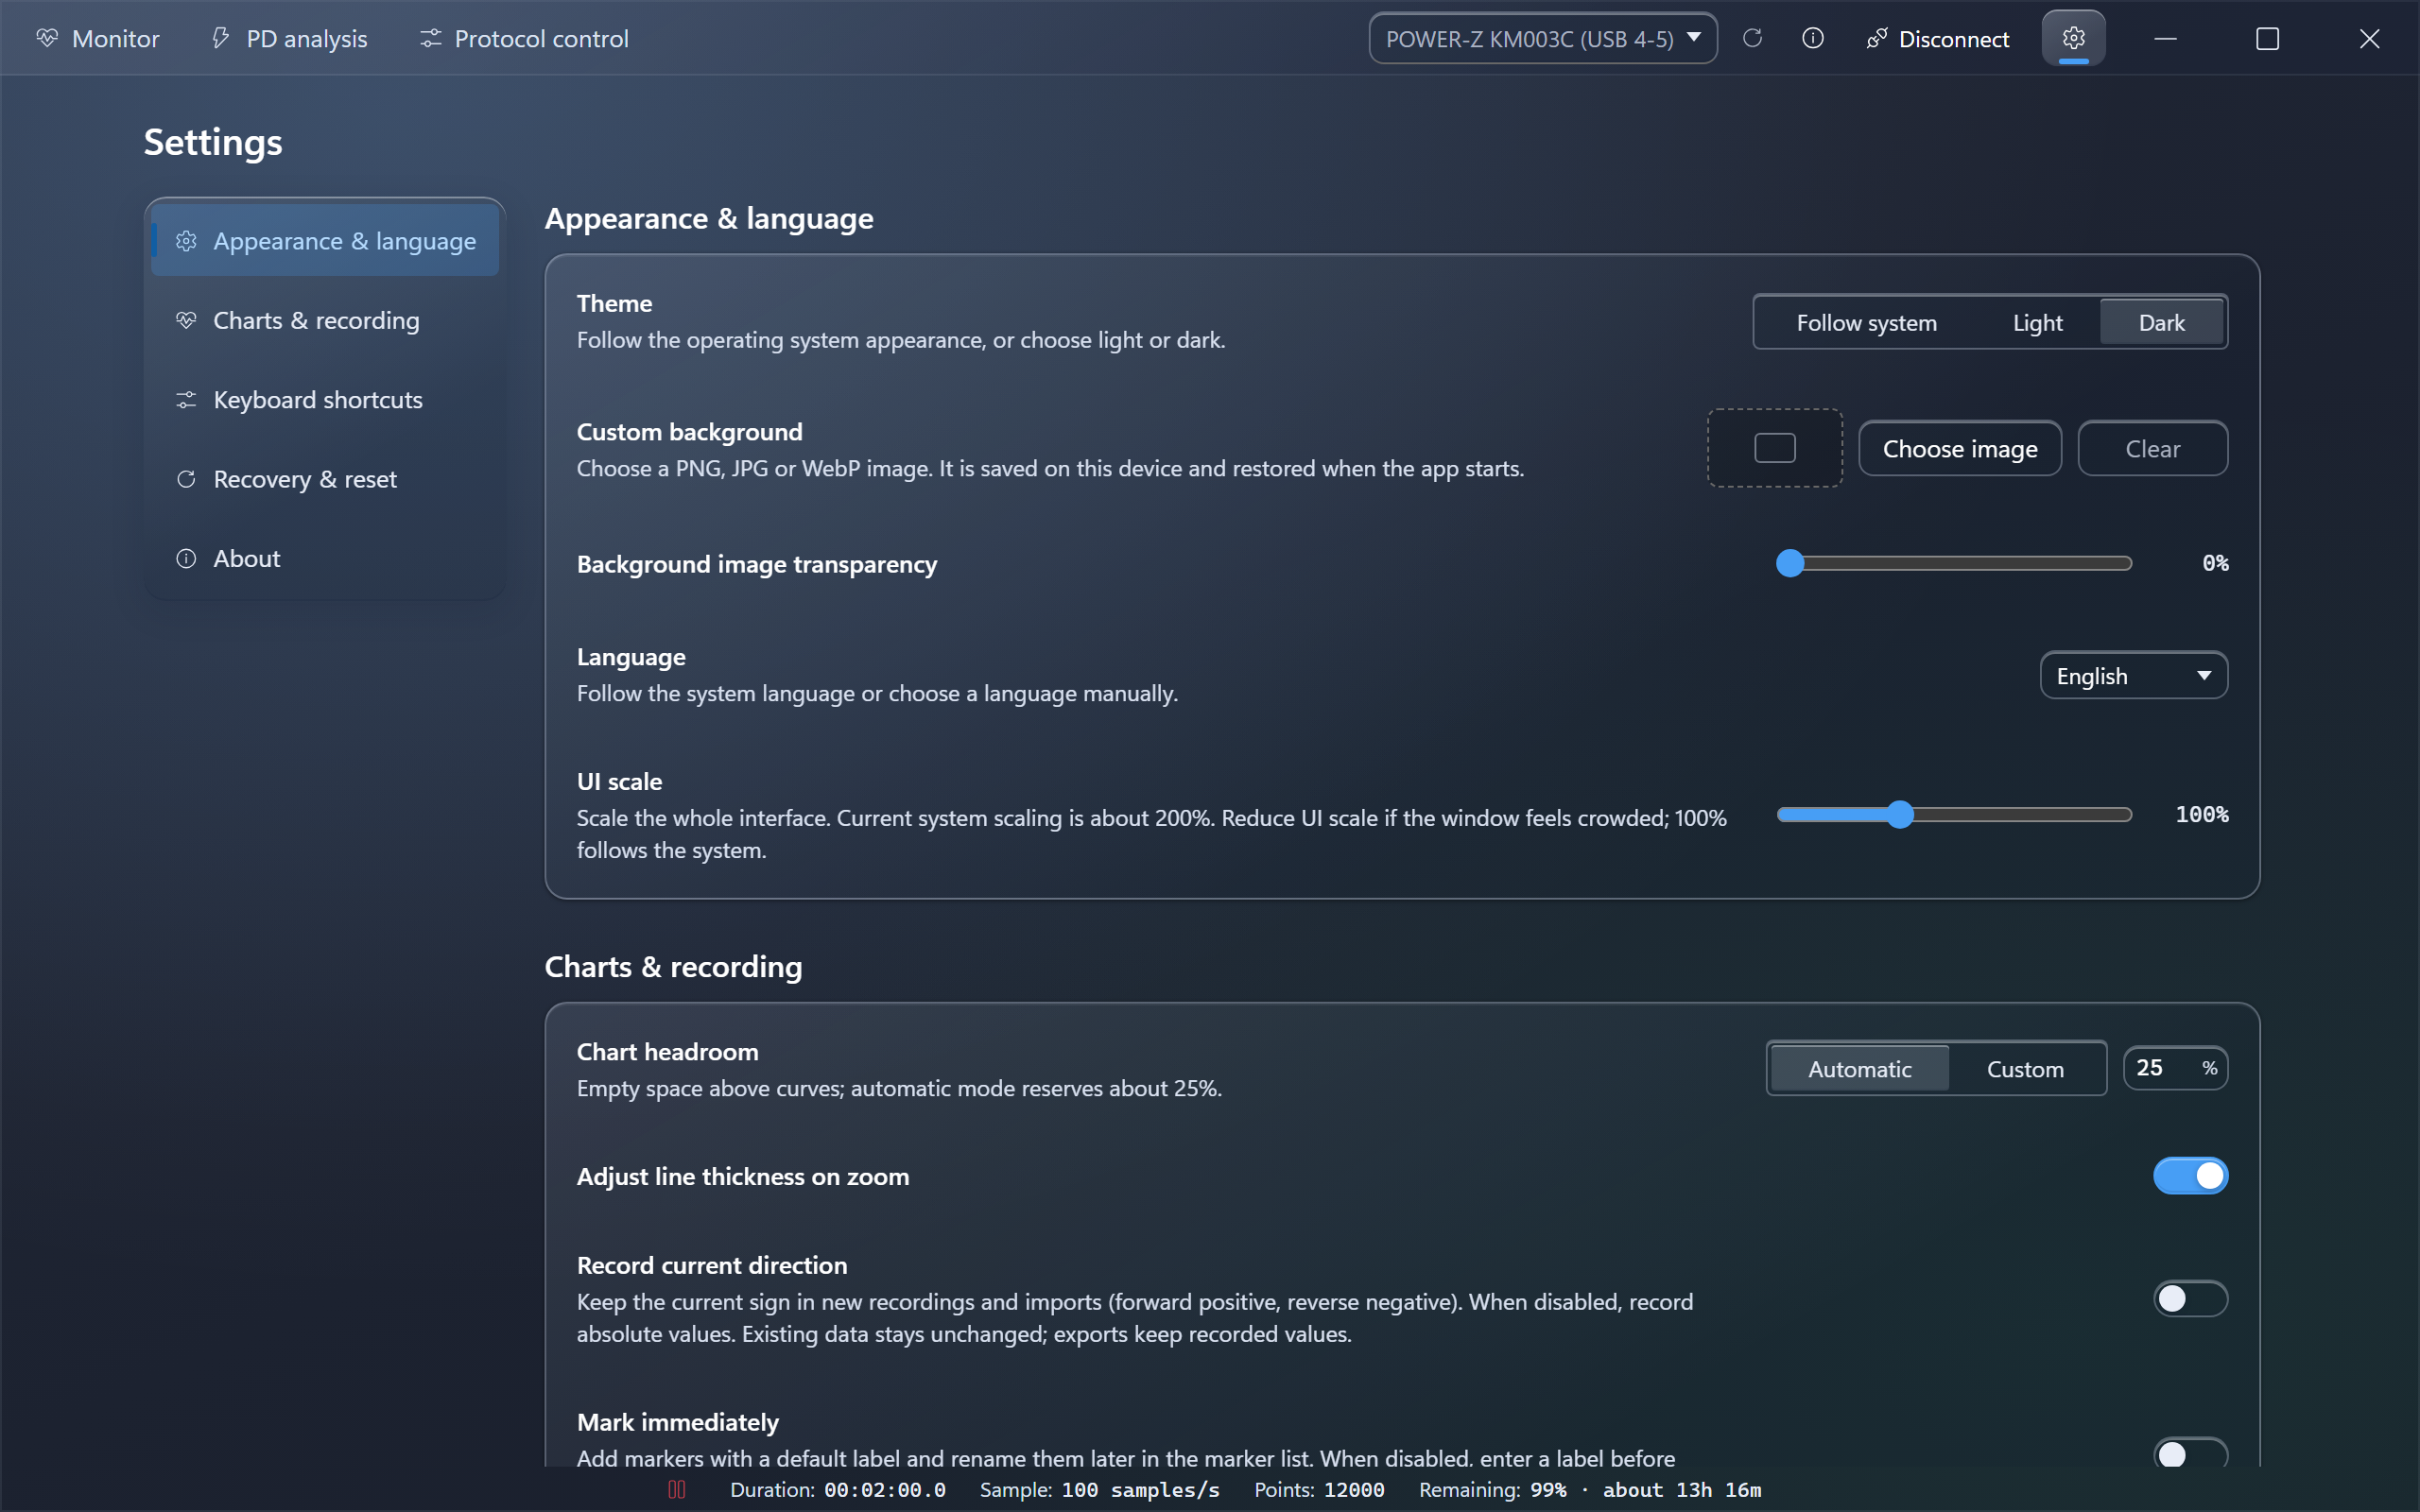 Monitor
PD analysis
Protocol control
POWER-Z KM003C (USB 4-5)
Disconnect
Settings
Appearance & language
Charts & recording
Keyboard shortcuts
Recovery & reset
About
Appearance & language
Theme
Follow the operating system appearance, or choose light or dark.
Follow system
Light
Dark
Custom background
Choose a PNG, JPG or WebP image. It is saved on this device and restored when the app starts.
Choose image
Clear
Background image transparency
0%
Language
Follow the system language or choose a language manually.
English
UI scale
Scale the whole interface. Current system scaling is about 200%. Reduce UI scale if the window feels crowded; 100%
follows the system.
100%
Charts & recording
Chart headroom
Empty space above curves; automatic mode reserves about 25%.
Automatic
Custom
25 %
Adjust line thickness on zoom
Record current direction
Keep the current sign in new recordings and imports (forward positive, reverse negative). When disabled, record
absolute values. Existing data stays unchanged; exports keep recorded values.
Mark immediately
Add markers with a default label and rename them later in the marker list. When disabled, enter a label before
Duration: 00:02:00.0
Sample: 100 samples/s
Points: 12000
Remaining: 99% · about 13h 16m